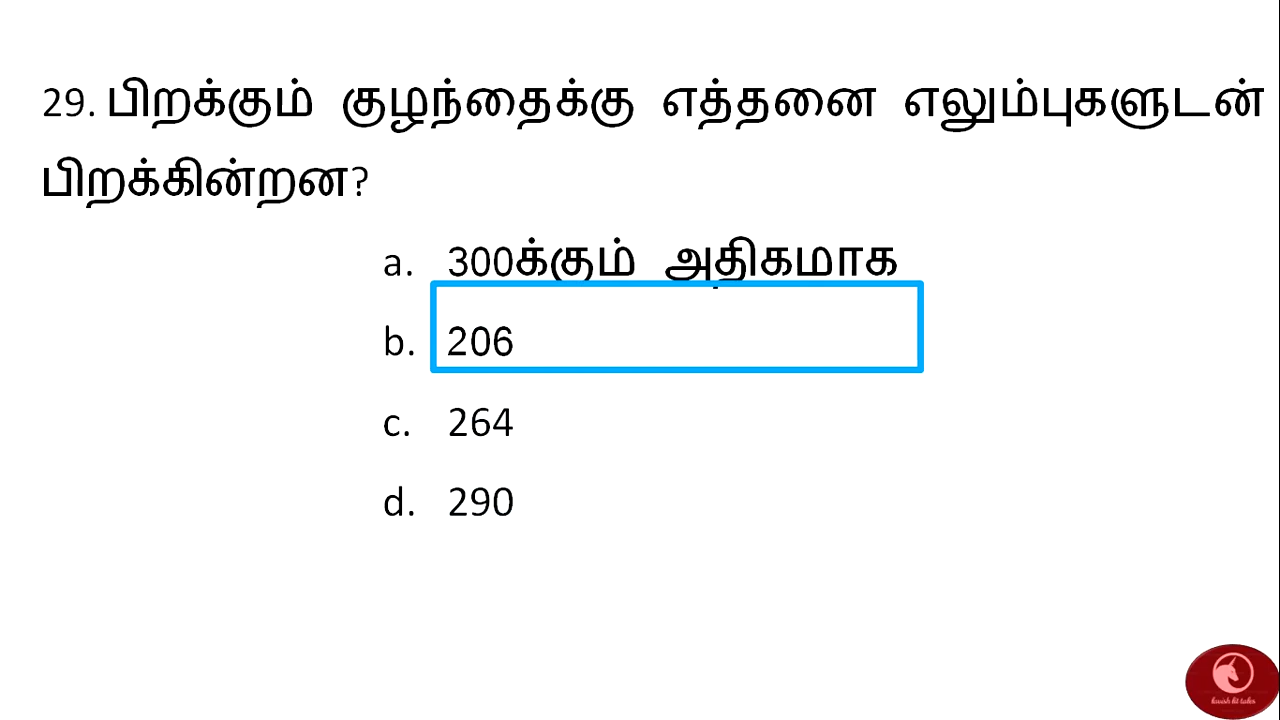 29. பிறக்கும் குழந்தைக்கு எத்தனை எலும்புகளுடன்
பிறக்கின்றன?
a. 300க்கும் அதிகமாக
b. 206
c. 264
d. 290